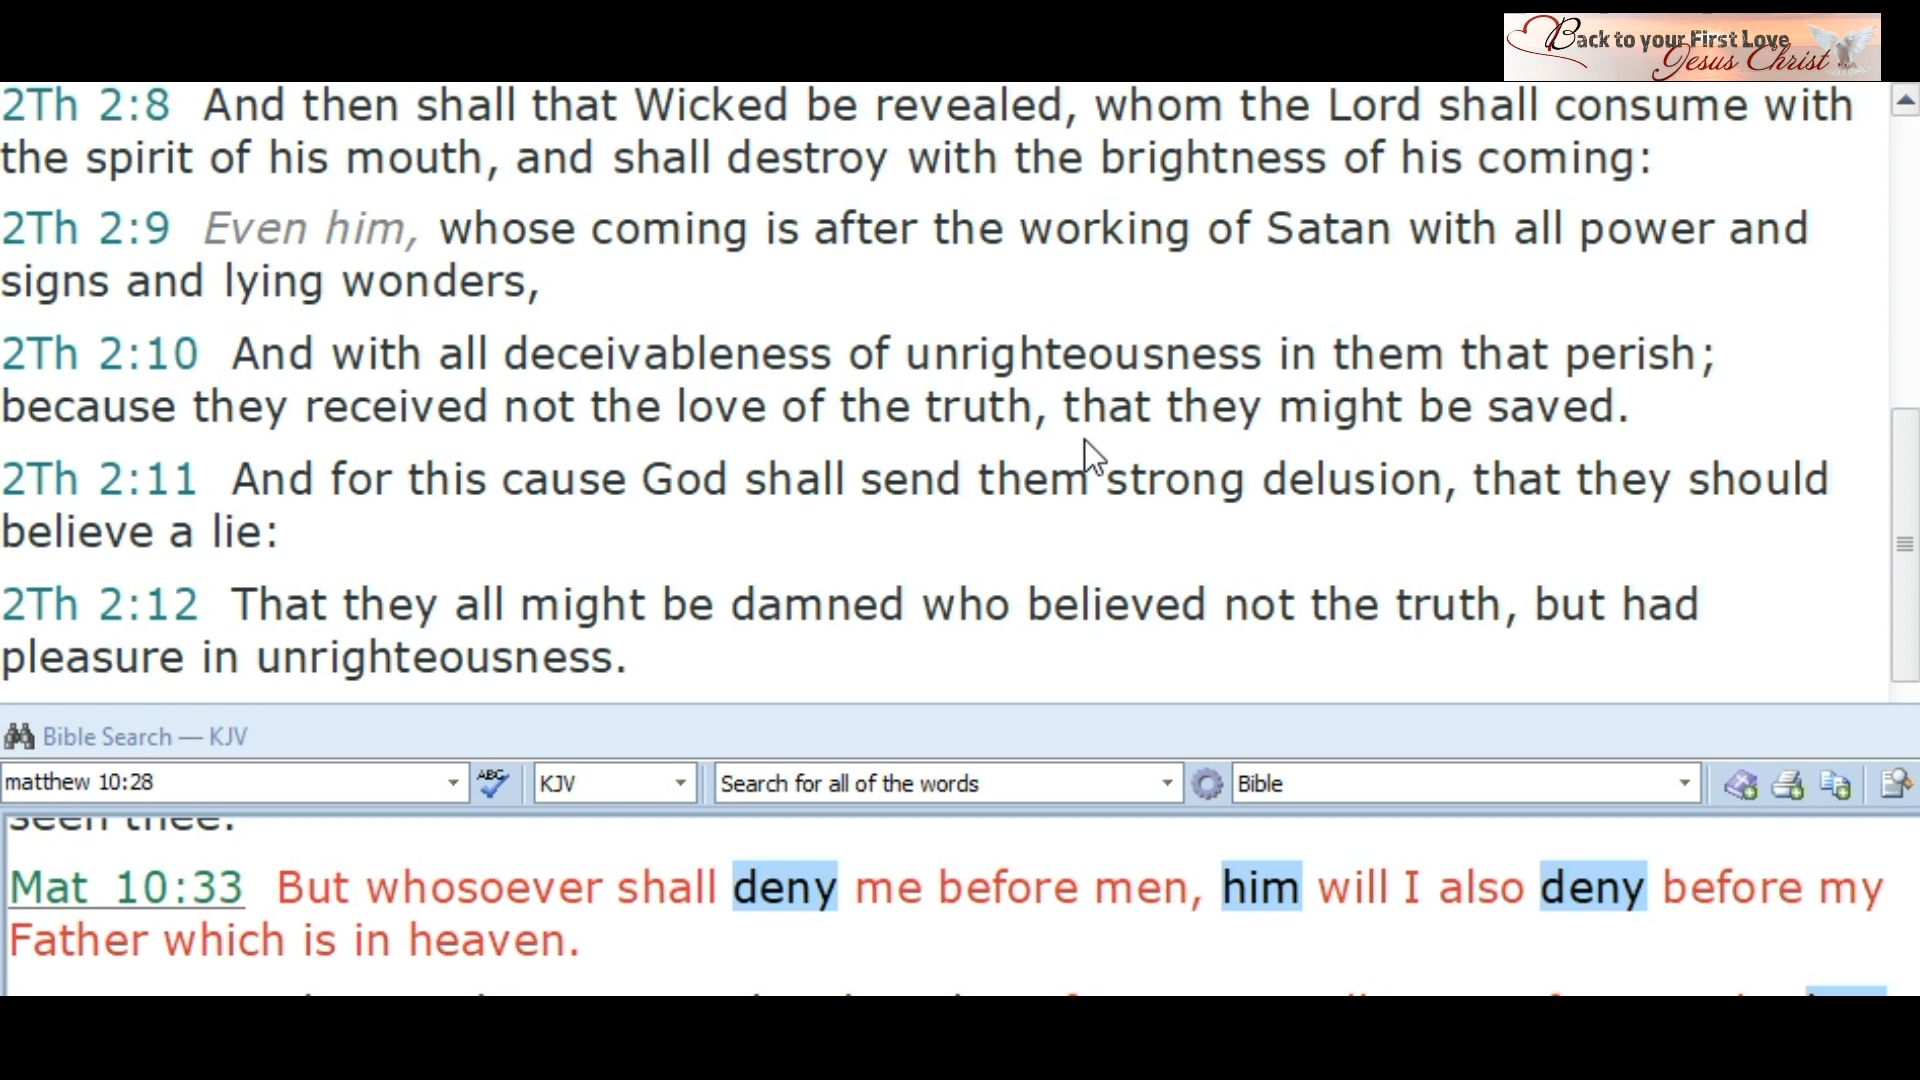 Back to your First Love
Jesus Christ
2Th 2:8 And then shall that Wicked be revealed, whom the Lord shall consume with
the spirit of his mouth, and shall destroy with the brightness of his coming:
2Th 2:9 Even him, whose coming is after the working of Satan with all power and
signs and lying wonders,
2Th 2:10 And with all deceivableness of unrighteousness in them that perish;
because they received not the love of the truth, that they might be saved.
2Th 2:11 And for this cause God shall send them strong delusion, that they should
believe a lie:
2Th 2:12 That they all might be damned who believed not the truth, but had
pleasure in unrighteousness.
Bible Search — KJV
matthew 10:28 ABC KJV Search for all of the words Bible
seen thee.
Mat 10:33 But whosoever shall deny me before men, him will I also deny before my
Father which is in heaven.